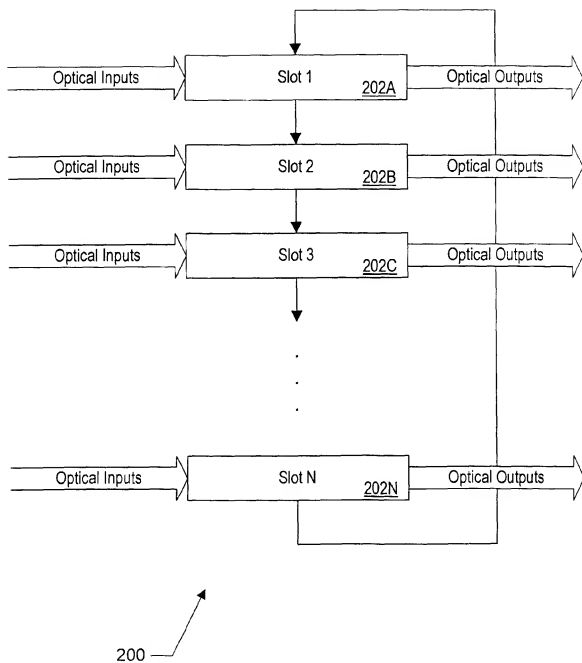 Optical Inputs Slot 1 202A Optical Outputs
Optical Inputs Slot 2 202B Optical Outputs
Optical Inputs Slot 3 202C Optical Outputs
Optical Inputs Slot N 202N Optical Outputs
200